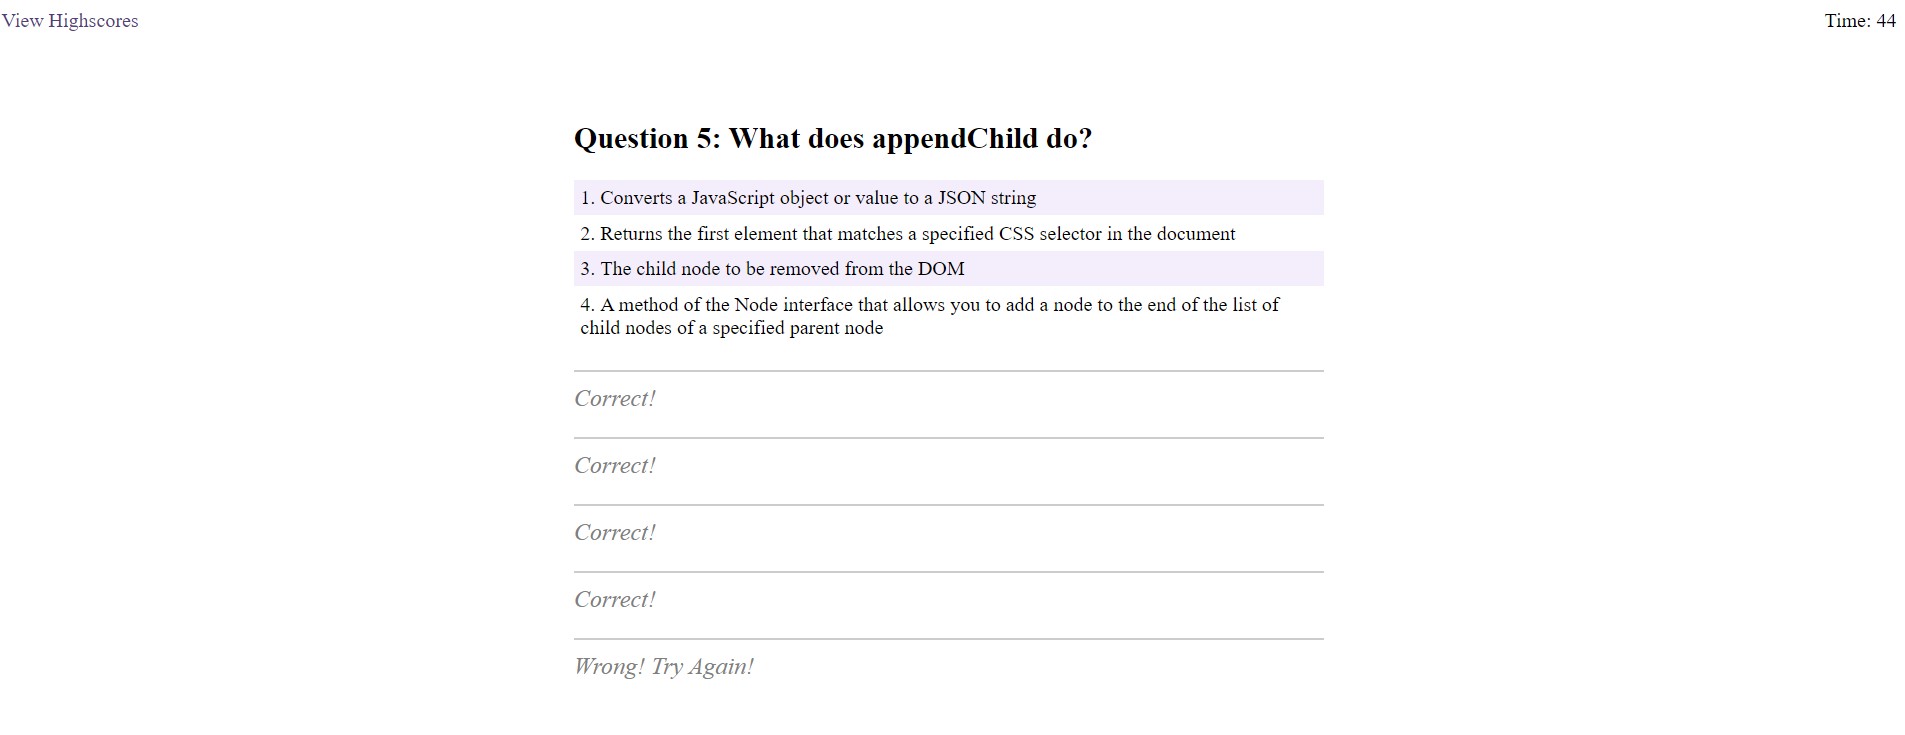 View Highscores
Time: 44
Question 5: What does appendChild do?
1. Converts a JavaScript object or value to a JSON string
2. Returns the first element that matches a specified CSS selector in the document
3. The child node to be removed from the DOM
4. A method of the Node interface that allows you to add a node to the end of the list of
child nodes of a specified parent node
Correct!
Correct!
Correct!
Correct!
Wrong! Try Again!